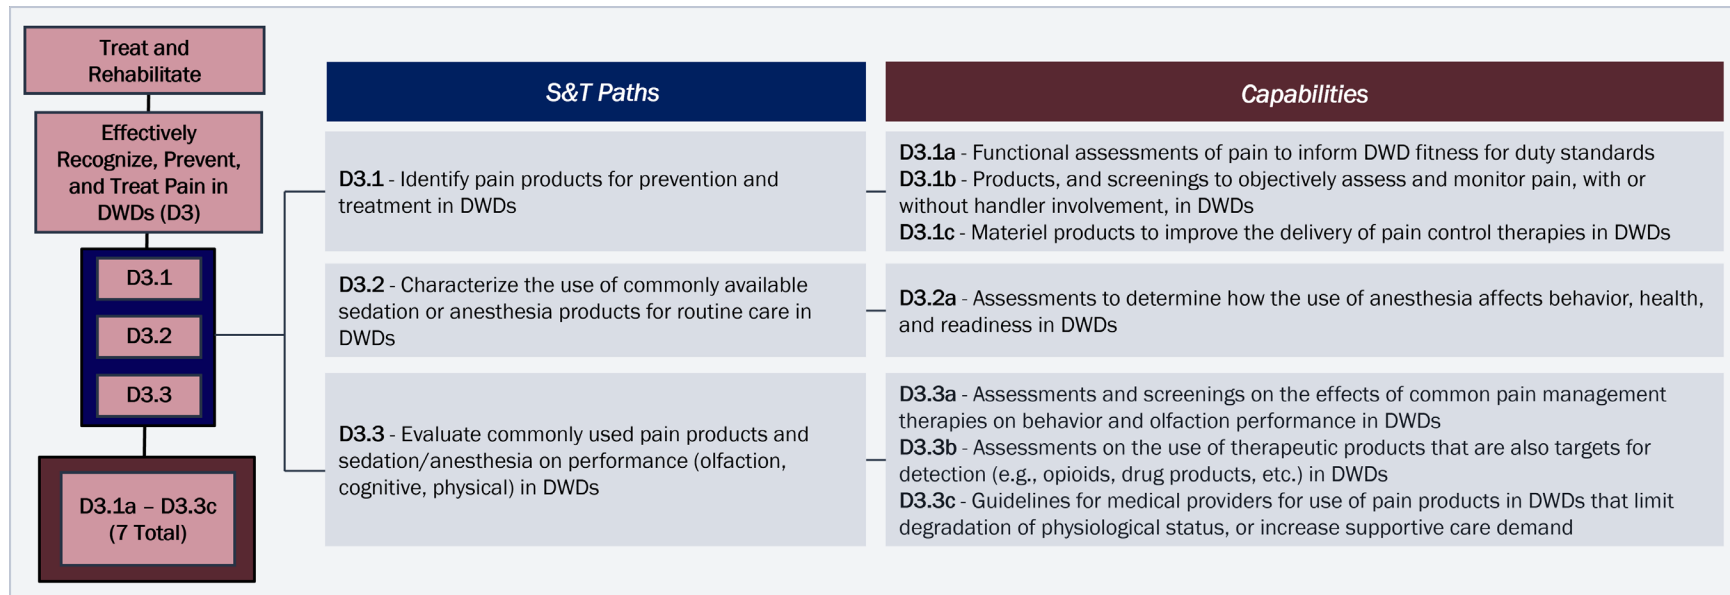 Treat and
Rehabilitate
Effectively
Recognize, Prevent,
and Treat Pain in
DWDs (D3)
D3.1
D3.2
D3.3
D3.1a – D3.3c
(7 Total)
S&T Paths
D3.1 - Identify pain products for prevention and
treatment in DWDs
D3.2 - Characterize the use of commonly available
sedation or anesthesia products for routine care in
DWDs
D3.3 - Evaluate commonly used pain products and
sedation/anesthesia on performance (olfaction,
cognitive, physical) in DWDs
Capabilities
D3.1a - Functional assessments of pain to inform DWD fitness for duty standards
D3.1b - Products, and screenings to objectively assess and monitor pain, with or
without handler involvement, in DWDs
D3.1c - Materiel products to improve the delivery of pain control therapies in DWDs
D3.2a - Assessments to determine how the use of anesthesia affects behavior, health,
and readiness in DWDs
D3.3a - Assessments and screenings on the effects of common pain management
therapies on behavior and olfaction performance in DWDs
D3.3b - Assessments on the use of therapeutic products that are also targets for
detection (e.g., opioids, drug products, etc.) in DWDs
D3.3c - Guidelines for medical providers for use of pain products in DWDs that limit
degradation of physiological status, or increase supportive care demand